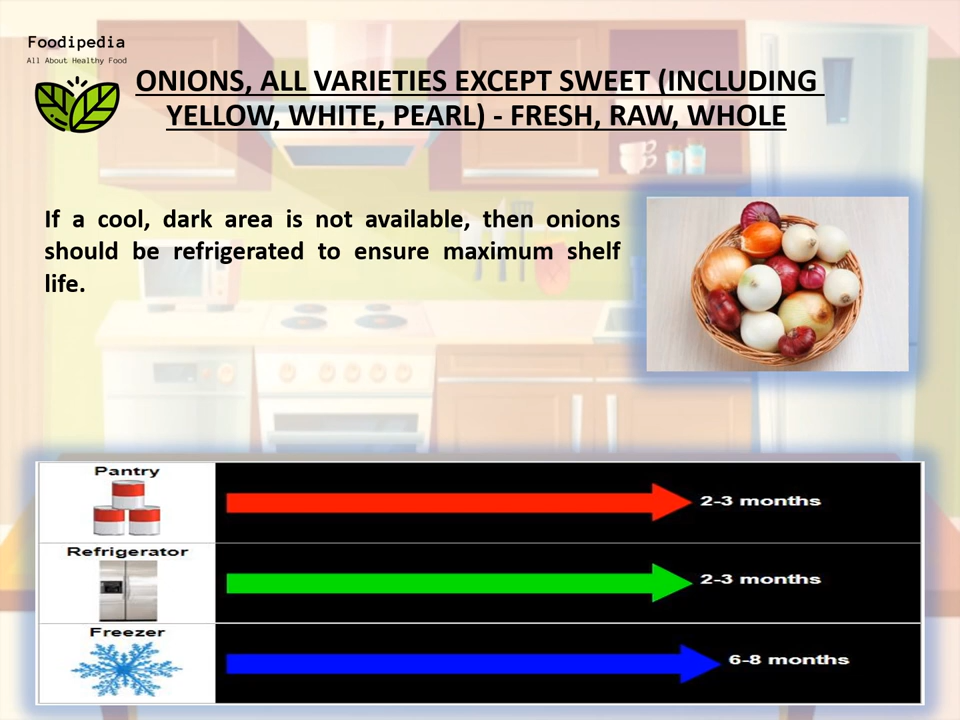 Foodipedia
All About Healthy Food
ONIONS, ALL VARIETIES EXCEPT SWEET (INCLUDING
YELLOW, WHITE, PEARL) - FRESH, RAW, WHOLE
If a cool, dark area is not available, then onions
should be refrigerated to ensure maximum shelf
life.
Pantry
2-3 months
Refrigerator
2-3 months
Freezer
6-8 months